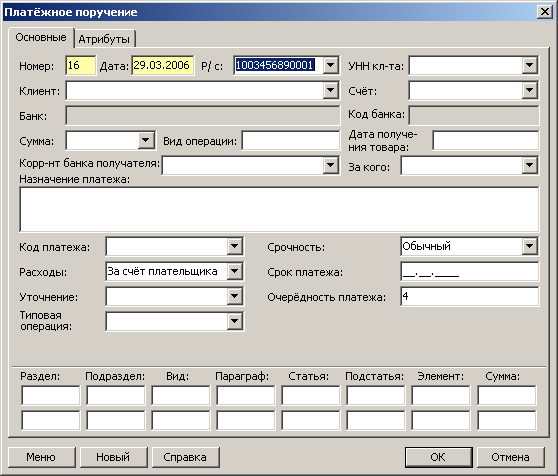 Платёжное поручение
Основные Атрибуты
Номер: 16 Дата: 29.03.2006 Р/ с: 1003456890001 УНН кл-та:
Клиент: Счёт:
Банк: Код банка:
Сумма: Вид операции: Дата получе-
ния товара:
Корр-нт банка получателя: За кого:
Назначение платежа:
Код платежа: Срочность: Обычный
Расходы: За счёт плательщика Срок платежа: __.__.____
Уточнение: Очерёдность платежа: 4
Типовая
операция:
Раздел: Подраздел: Вид: Параграф: Статья: Подстатья: Элемент: Сумма:
Меню Новый Справка OK Отмена